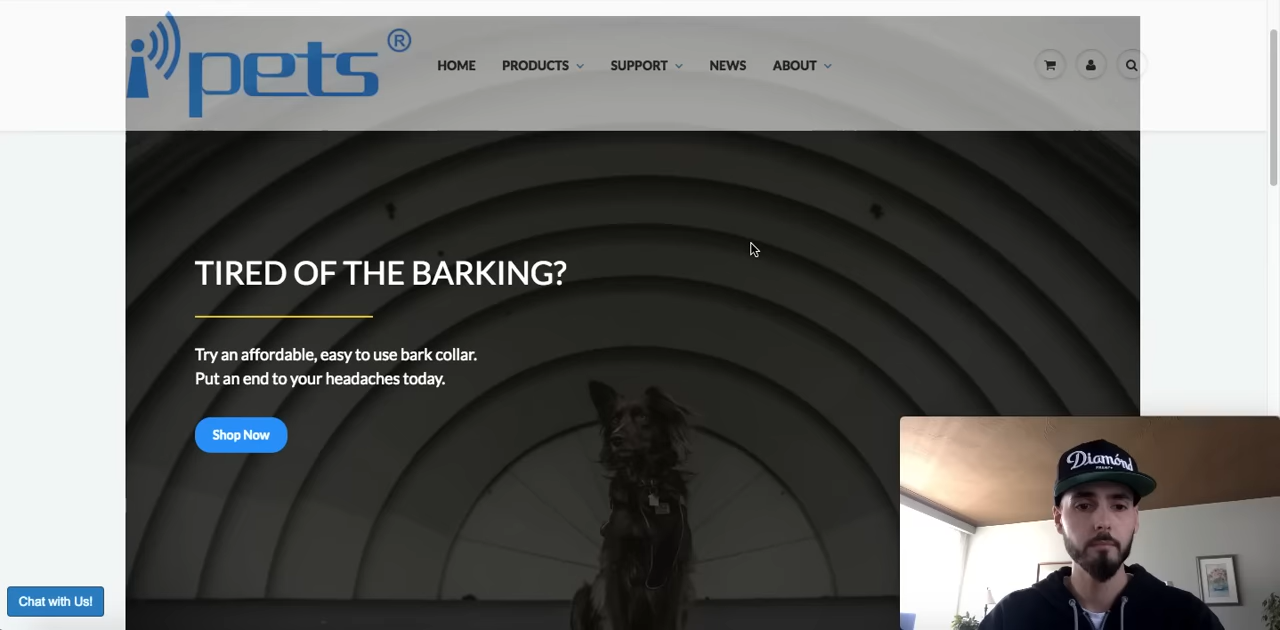 i pets ®
HOME PRODUCTS SUPPORT NEWS ABOUT
TIRED OF THE BARKING?
Try an affordable, easy to use bark collar.
Put an end to your headaches today.
Shop Now
Diamond
Chat with Us!